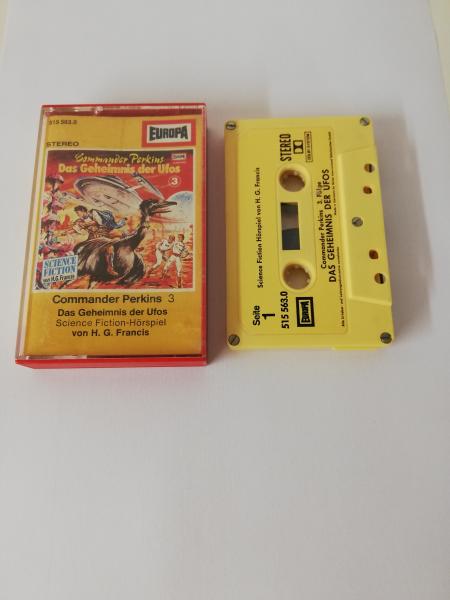 515 563.0
EUROPA
STEREO
Commander Perkins
EUROPA
Das Geheimnis der Ufos
3
SCIENCE
FICTION
von H.G. Francis
Commander Perkins 3
Das Geheimnis der Ufos
Science Fiction-Hörspiel
von H. G. Francis
Seite
1
515 563.0
EUROPA
STEREO
Science Fiction Hörspiel von H. G. Francis
Commander Perkins 3. Folge
DAS GEHEIMNIS DER UFOS